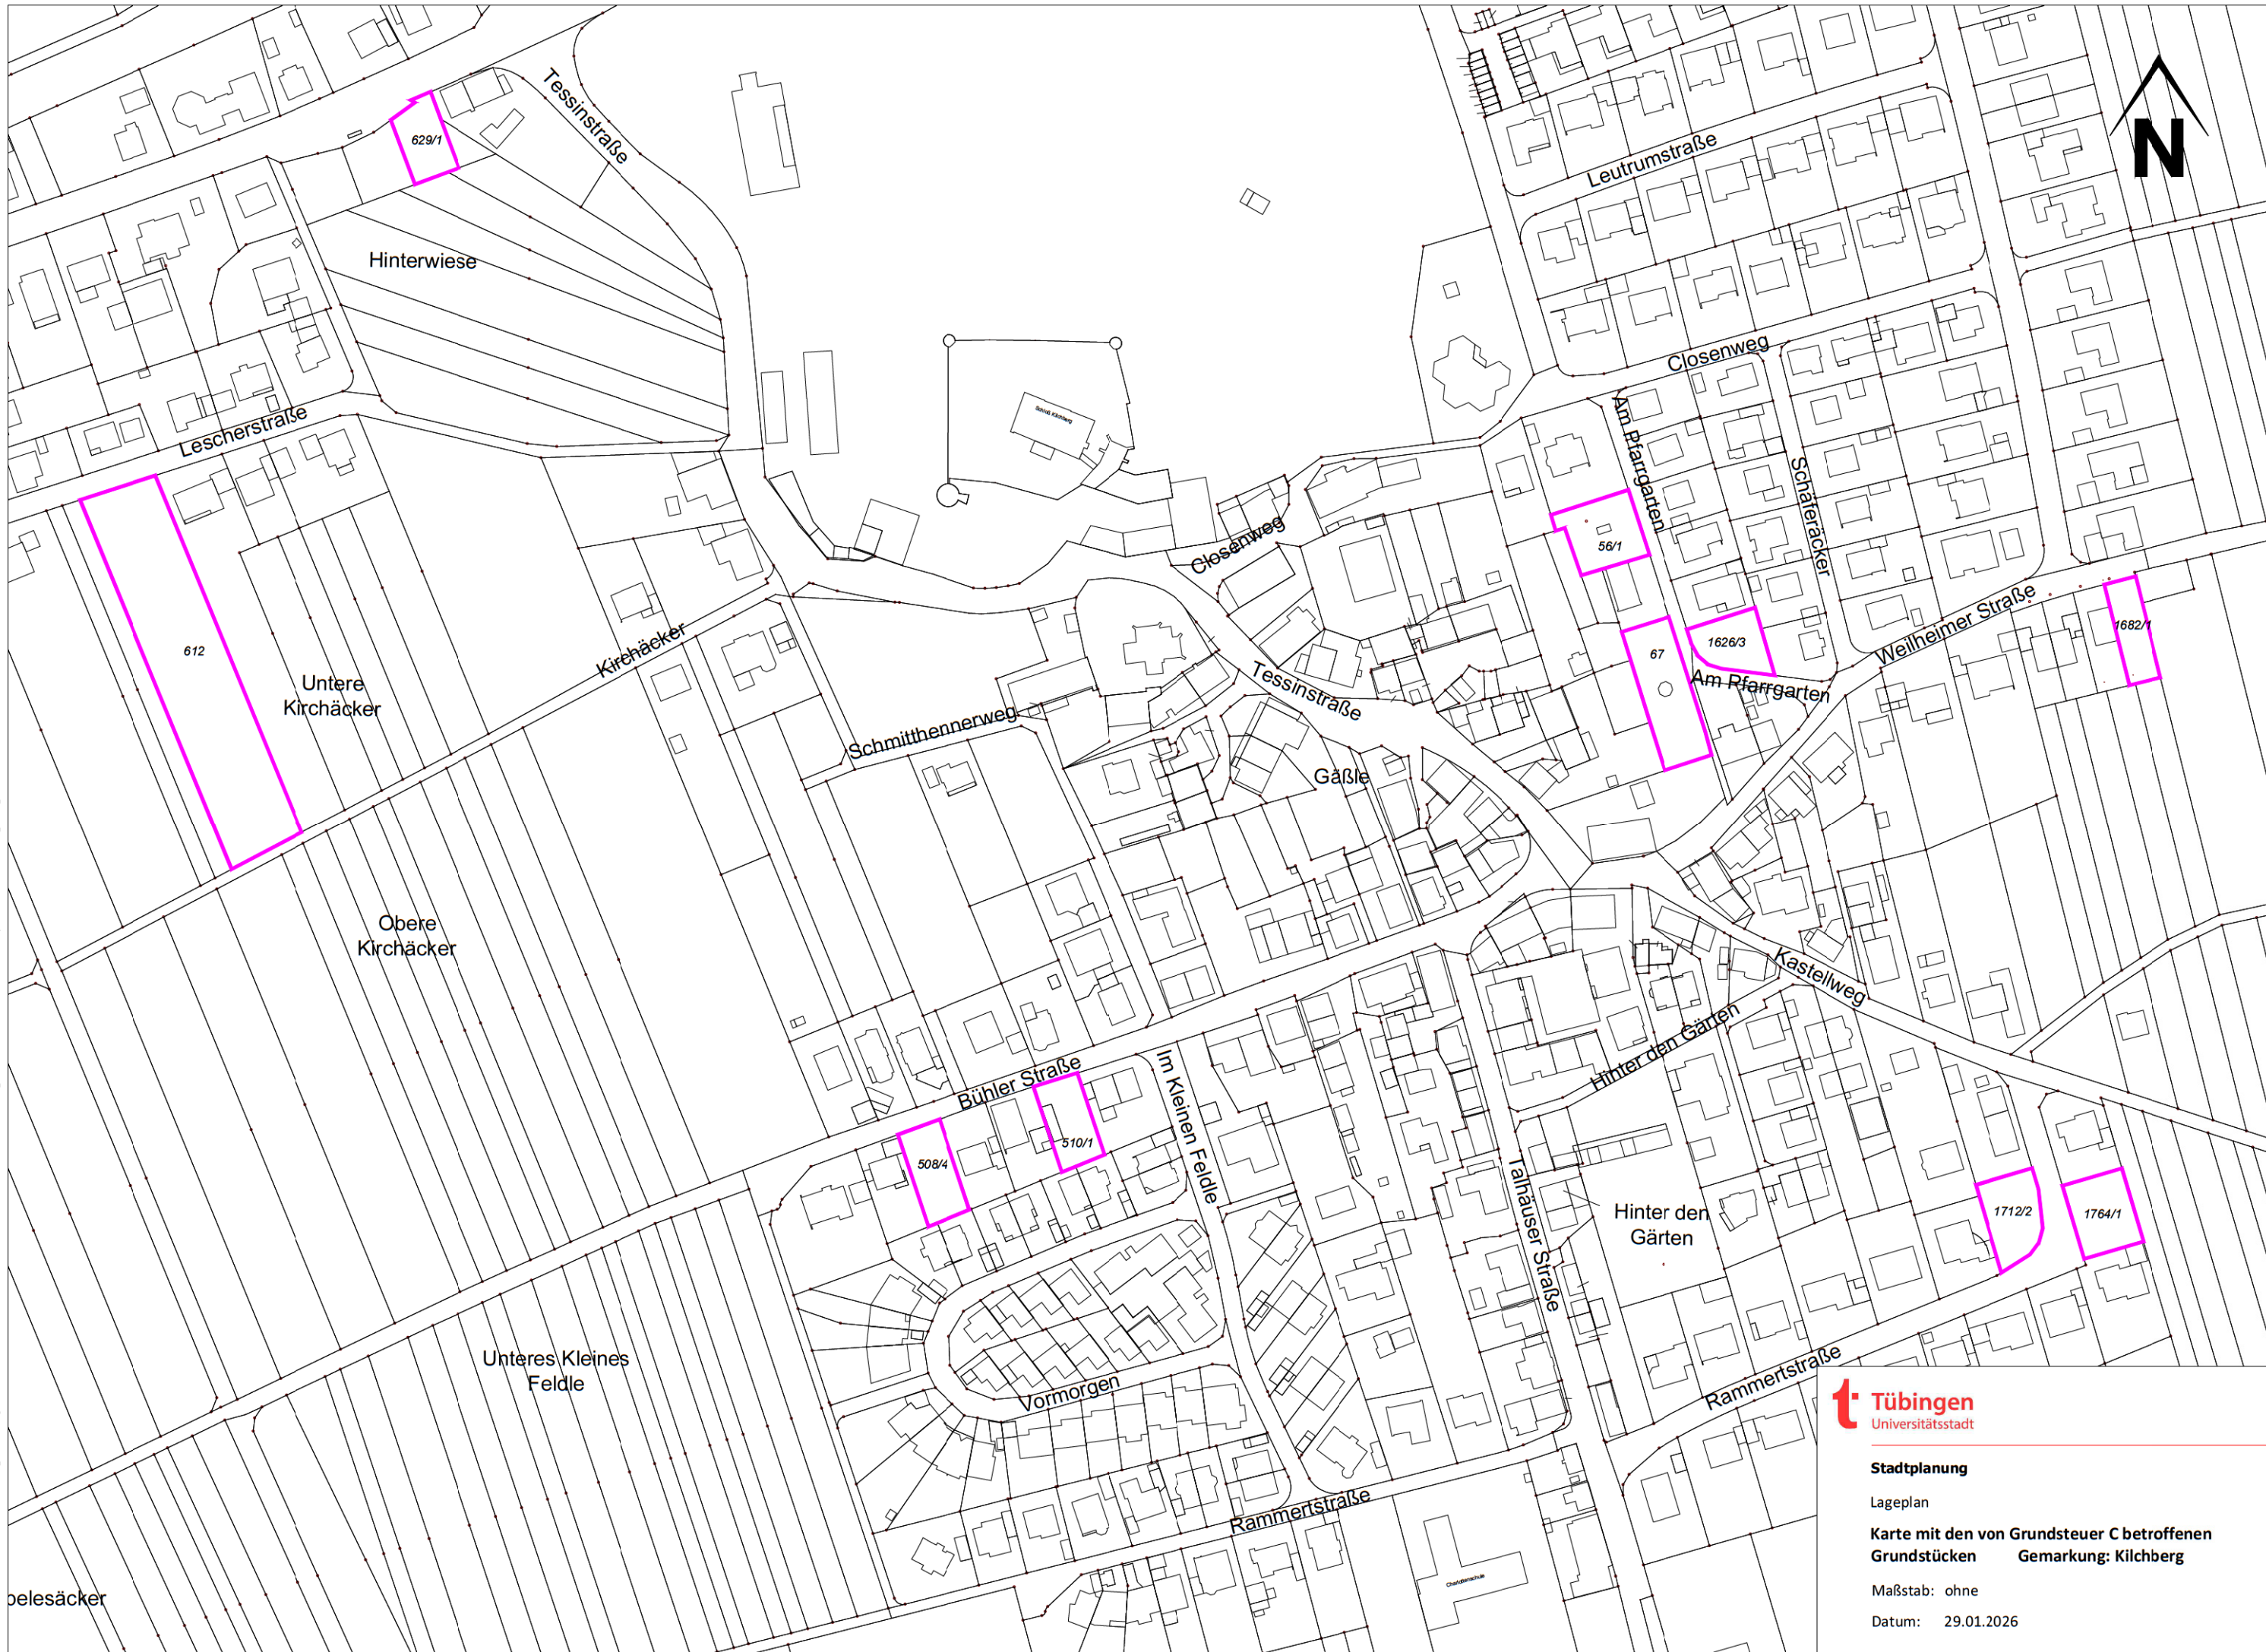 Tessinstraße
629/1
Leutrumstraße
N
Hinterwiese
Closenweg
Schloß Kilchberg
Am Pfarrgarten
Lescherstraße
Schäferäcker
Closenweg
56/1
Weilheimer Straße
1682/1
612
Kirchäcker
1626/3
67
Untere
Kirchäcker
Tessinstraße
Am Pfarrgarten
Schmitthennerweg
Gäßle
Obere
Kirchäcker
Kastellweg
Hinter den Gärten
Bühler Straße
Im Kleinen Feldle
510/1
508/4
Talhäuser Straße
Hinter den
Gärten
1712/2
1764/1
Unteres Kleines
Feldle
Vormorgen
Rammertstraße
Rammertstraße
Charlottenschule
belesäcker
t Tübingen
Universitätsstadt
Stadtplanung
Lageplan
Karte mit den von Grundsteuer C betroffenen
Grundstücken Gemarkung: Kilchberg
Maßstab: ohne
Datum: 29.01.2026